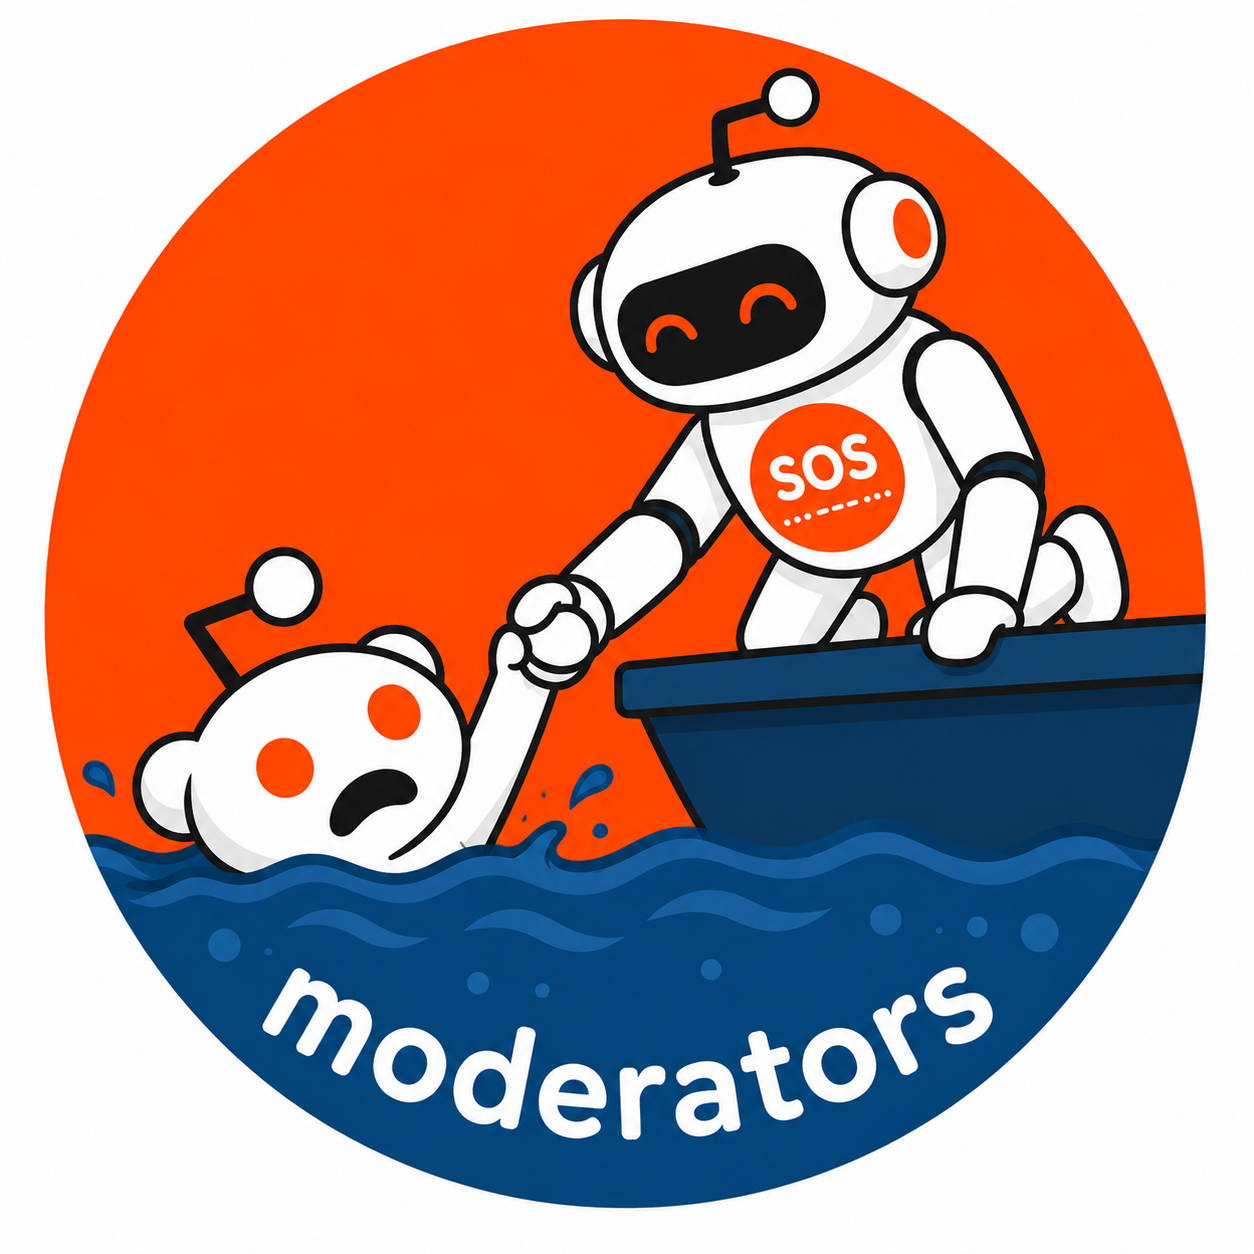 SOS
... --- ...
moderators